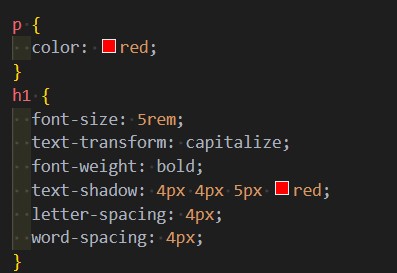 p {
  color: red;
}
h1 {
  font-size: 5rem;
  text-transform: capitalize;
  font-weight: bold;
  text-shadow: 4px 4px 5px red;
  letter-spacing: 4px;
  word-spacing: 4px;
}